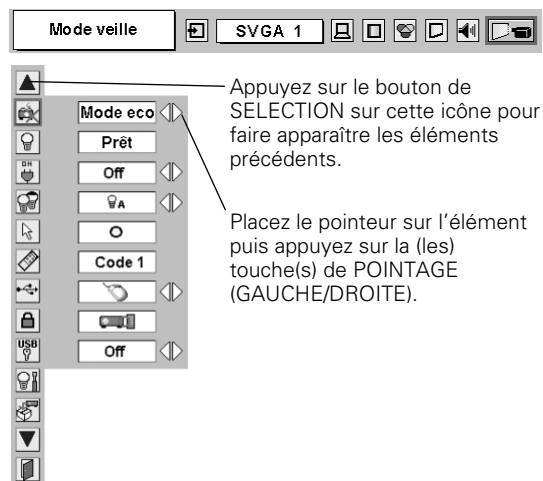 Mode veille
SVGA 1
Appuyez sur le bouton de
SELECTION sur cette icône pour
faire apparaître les éléments
précédents.
Mode eco
Prêt
ON
Off
A
Placez le pointeur sur l'élément
puis appuyez sur la (les)
touche(s) de POINTAGE
(GAUCHE/DROITE).
Code 1
USB
Off